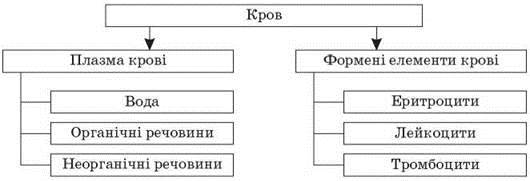 Кров
Плазма крові
Вода
Органічні речовини
Неорганічні речовини
Формені елементи крові
Еритроцити
Лейкоцити
Тромбоцити